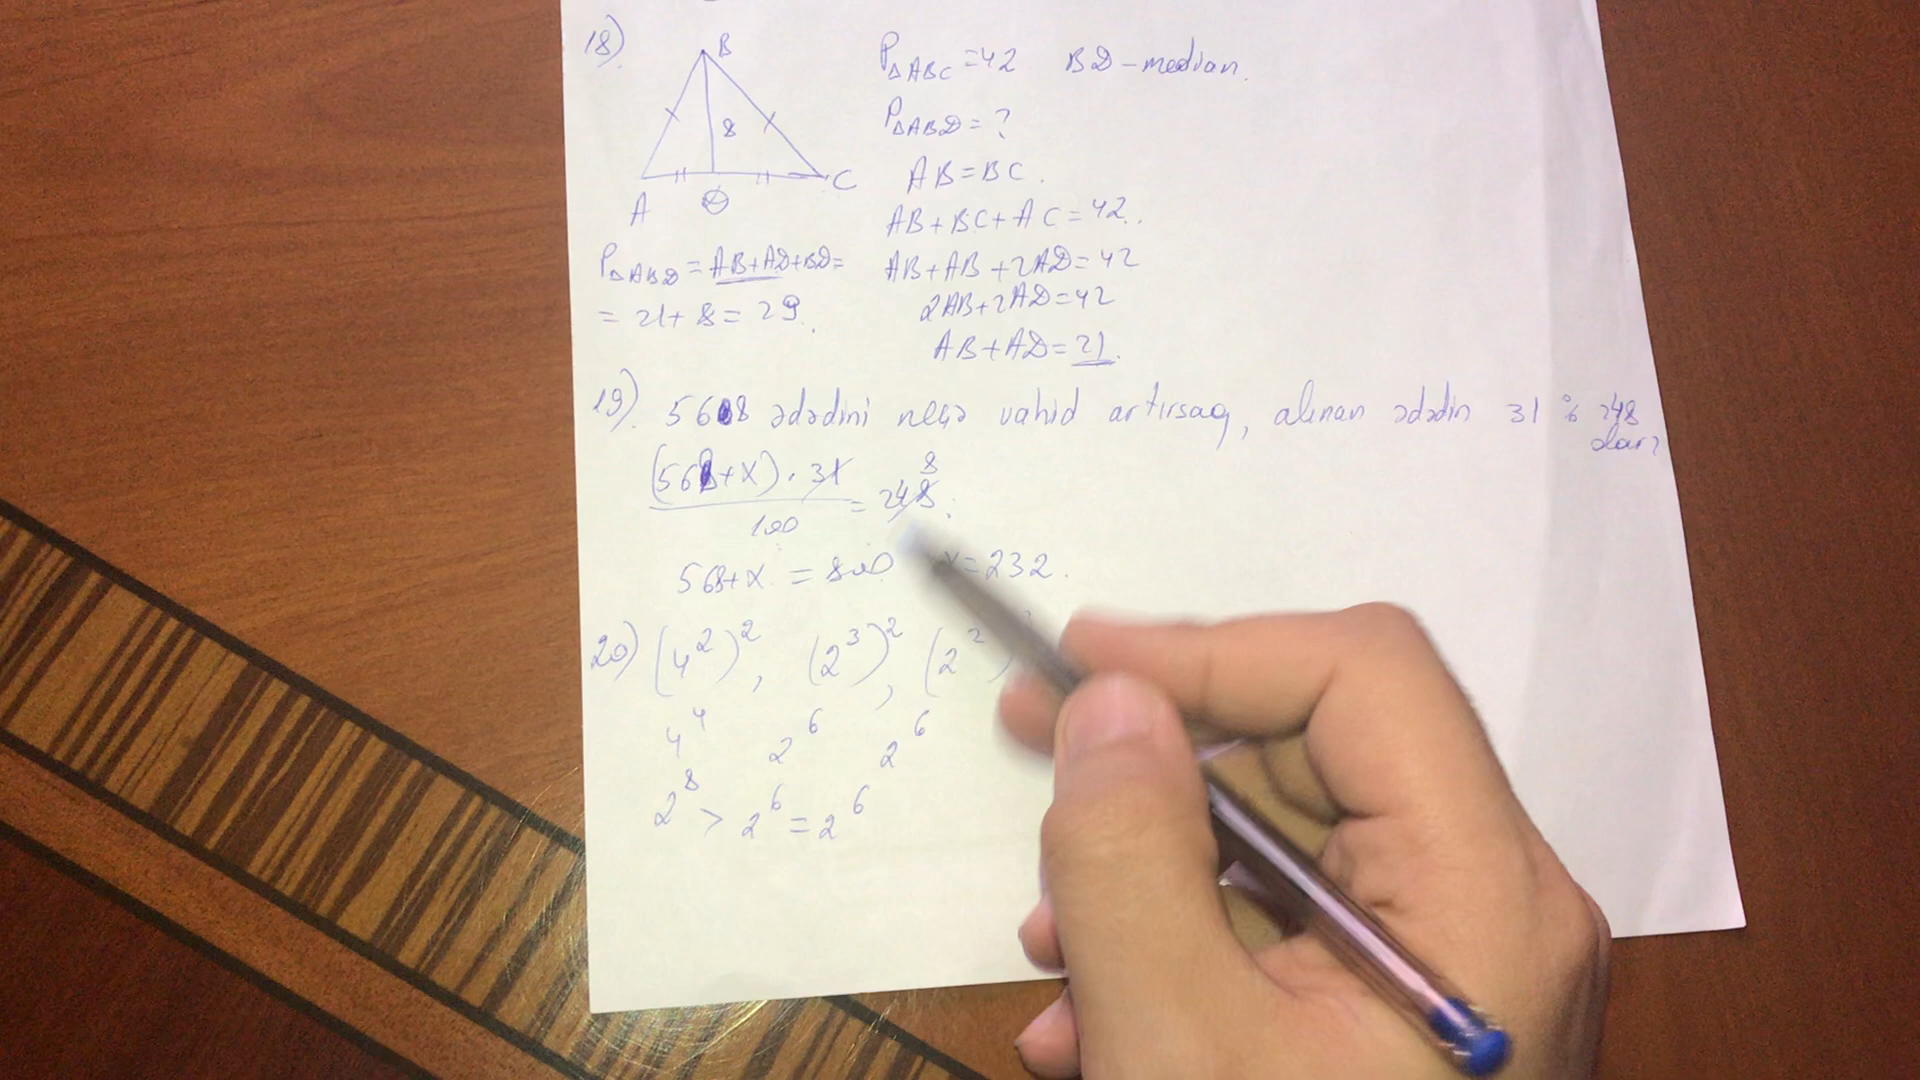 18)
B
8
A
D
C
P△ABC = 42 BD – median.
P△ABD = ?
AB = BC.
AB + BC + AC = 42.
AB + AB + 2AD = 42
2AB + 2AD = 42
AB + AD = 21.
P△ABD = AB + AD + BD =
= 21 + 8 = 29.
19) 568 ədədini neçə vahid artırsaq, alınan ədədin 31 % 248
olar?
(568 + x) · 31
100
= 248
8
568 + x = 800 x = 232.
20) (4²)², (2³)², (2²)
4⁴ 2⁶ 2⁶
2⁸ > 2⁶ = 2⁶